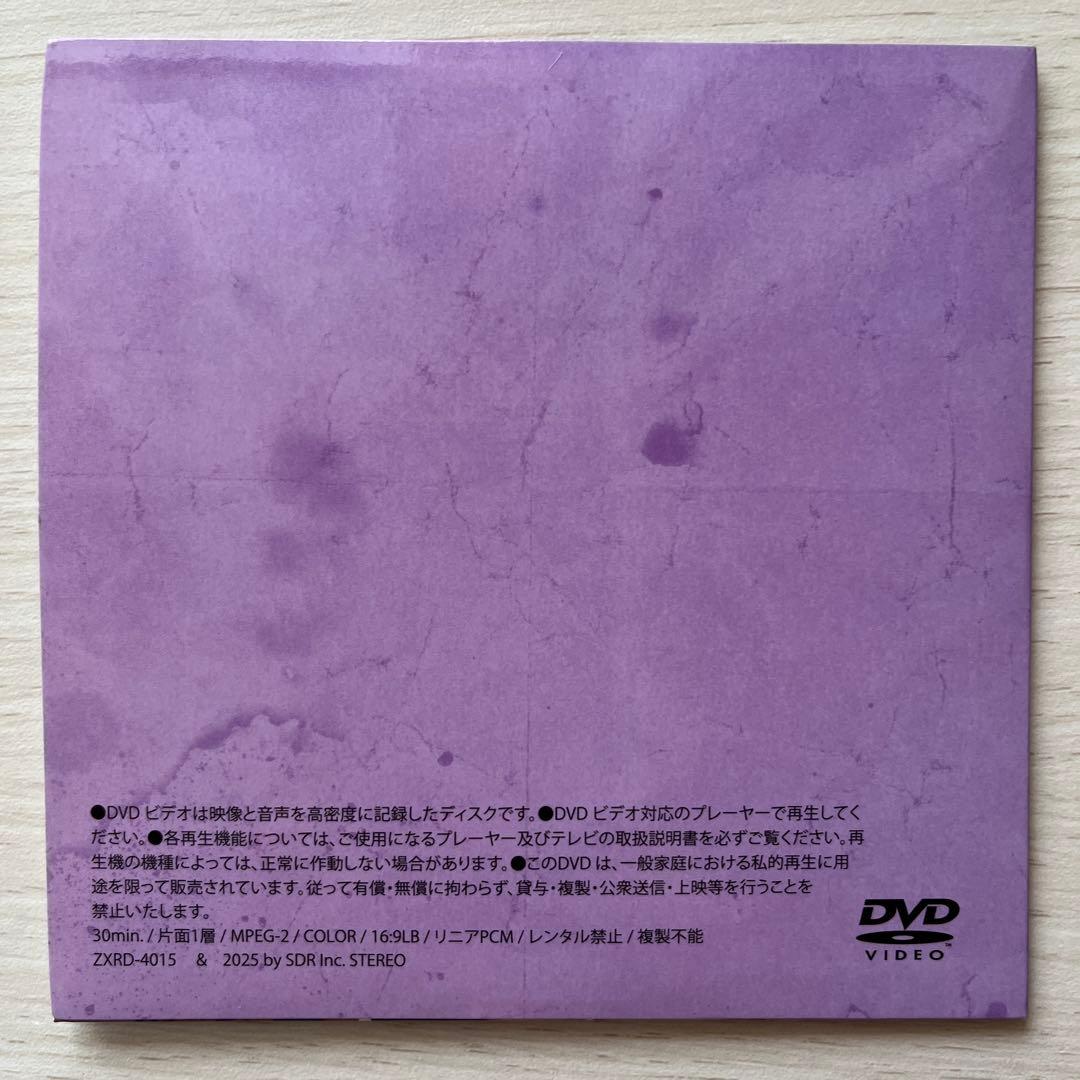 ●DVD ビデオは映像と音声を高密度に記録したディスクです。●DVD ビデオ対応のプレーヤーで再生してく
ださい。●各再生機能については、ご使用になるプレーヤー及びテレビの取扱説明書を必ずご覧ください。再
生機の機種によっては、正常に作動しない場合があります。●このDVD は、一般家庭における私的再生に用
途を限って販売されています。従って有償・無償に拘わらず、貸与・複製・公衆送信・上映等を行うことを
禁止いたします。
30min. / 片面1層 / MPEG-2 / COLOR / 16:9LB / リニアPCM / レンタル禁止 / 複製不能
ZXRD-4015 & 2025 by SDR Inc. STEREO
DVD
VIDEO™